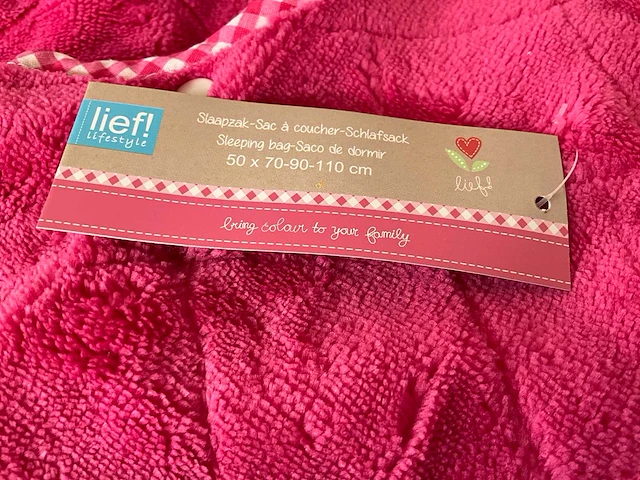 lief!
lifestyle
Slaapzak-Sac à coucher-Schlafsack
Sleeping bag-Saco de dormir
50 x 70-90-110 cm
lief!
bring colour to your family